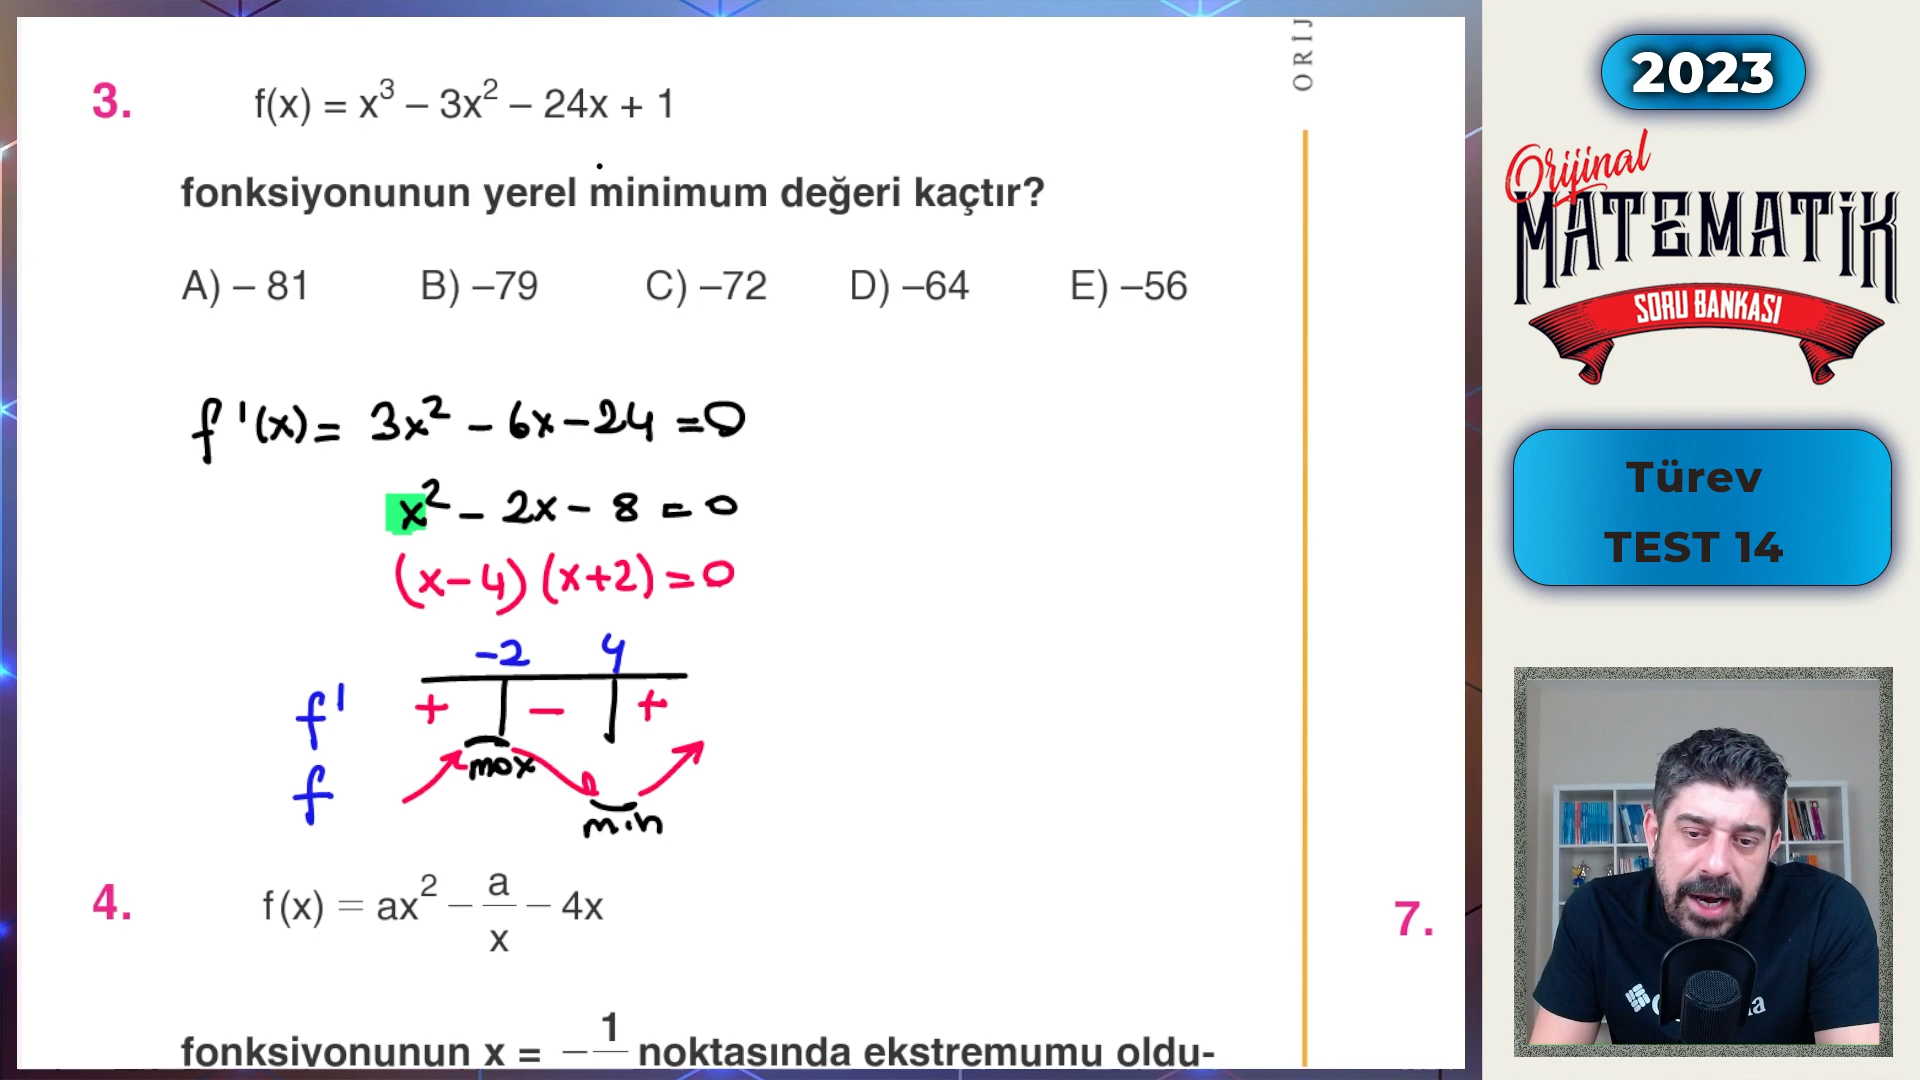 ORIJ
3. f(x) = x³ – 3x² – 24x + 1
fonksiyonunun yerel minimum değeri kaçtır?
A) – 81 B) –79 C) –72 D) –64 E) –56
f'(x) = 3x² – 6x – 24 = 0
x² – 2x – 8 = 0
(x – 4) (x + 2) = 0
-2 4
f' + – +
f max
min
4. f(x) = ax² – a/x – 4x
fonksiyonunun x = – 1 noktasında ekstremumu oldu-
7.
2023
Orijinal
MATEMATİK
SORU BANKASI
Türev
TEST 14